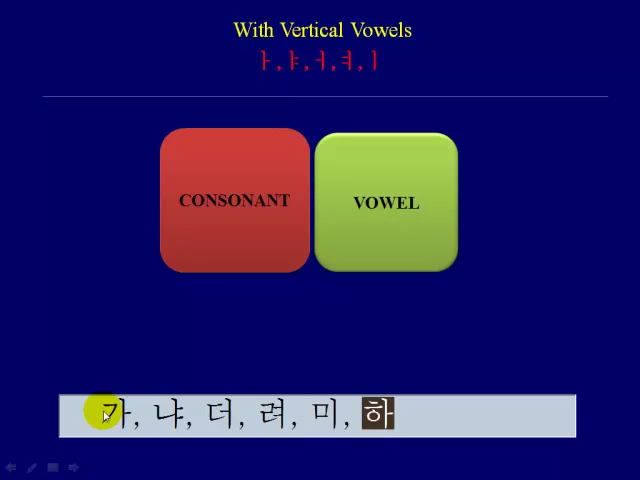 With Vertical Vowels
ㅏ, ㅑ, ㅓ, ㅕ, ㅣ
CONSONANT
VOWEL
가, 냐, 더, 려, 미, 하